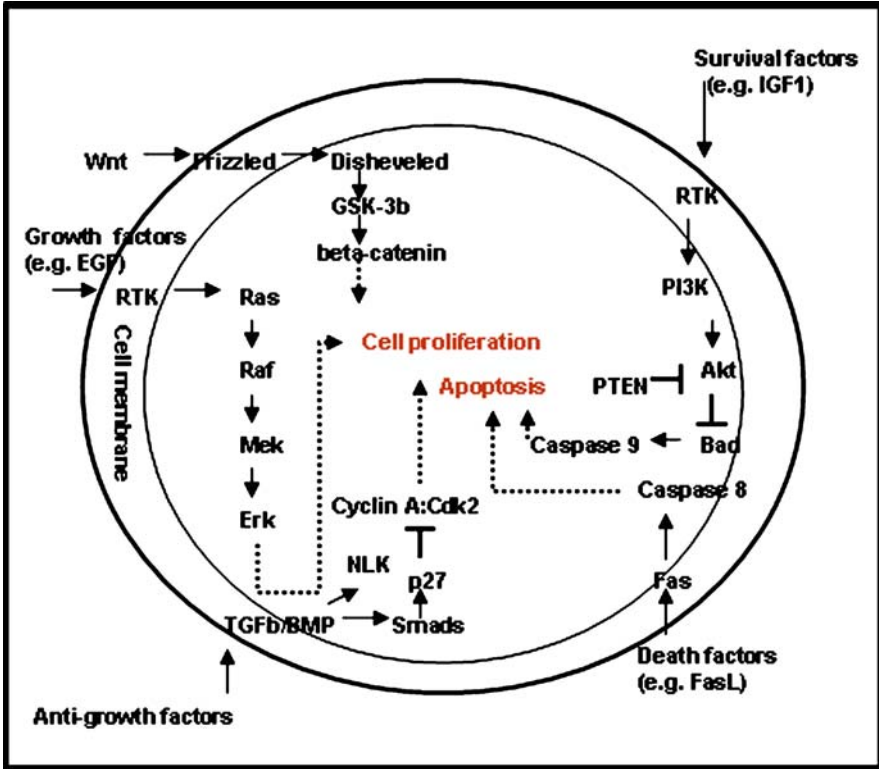 Survival factors
(e.g. IGF1)
Wnt
Frizzled
Disheveled
GSK-3b
beta-catenin
RTK
PI3K
Growth factors
(e.g. EGF)
RTK
Ras
Raf
Mek
Erk
Cell membrane
Cell proliferation
Apoptosis
PTEN
Akt
Bad
Caspase 9
Caspase 8
Cyclin A:Cdk2
NLK
p27
Fas
TGFb/BMP
Smads
Death factors
(e.g. FasL)
Anti-growth factors